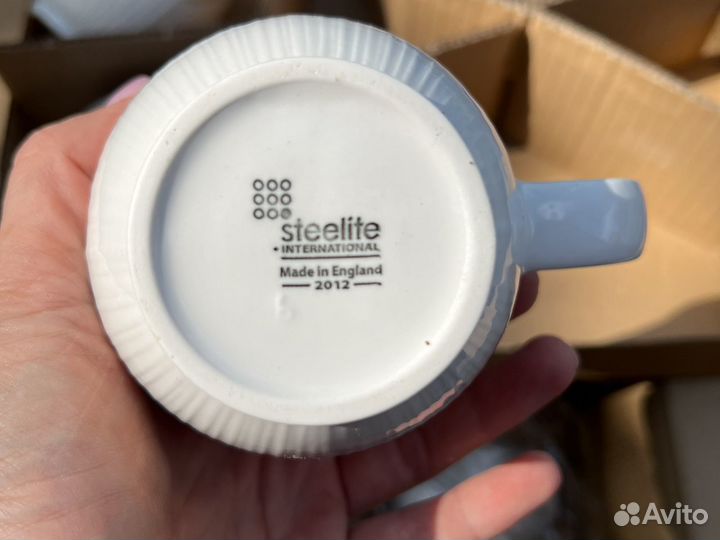 steelite
INTERNATIONAL
Made in England
2012
Avito